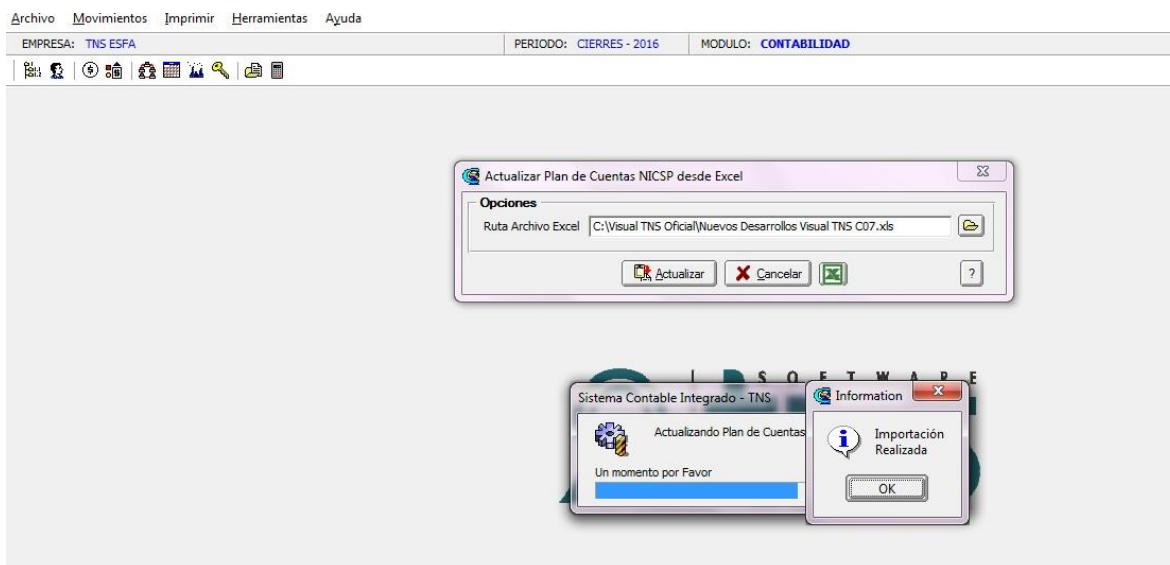 Archivo Movimientos Imprimir Herramientas Ayuda
EMPRESA: TNS ESFA PERIODO: CIERRES - 2016 MODULO: CONTABILIDAD
Actualizar Plan de Cuentas NICSP desde Excel
Opciones
Ruta Archivo Excel C:\Visual TNS Oficial\Nuevos Desarrollos Visual TNS C07.xls
Actualizar Cancelar ?
SOFTWARE
Sistema Contable Integrado - TNS
Actualizando Plan de Cuentas
Un momento por Favor
Information
Importación
Realizada
OK